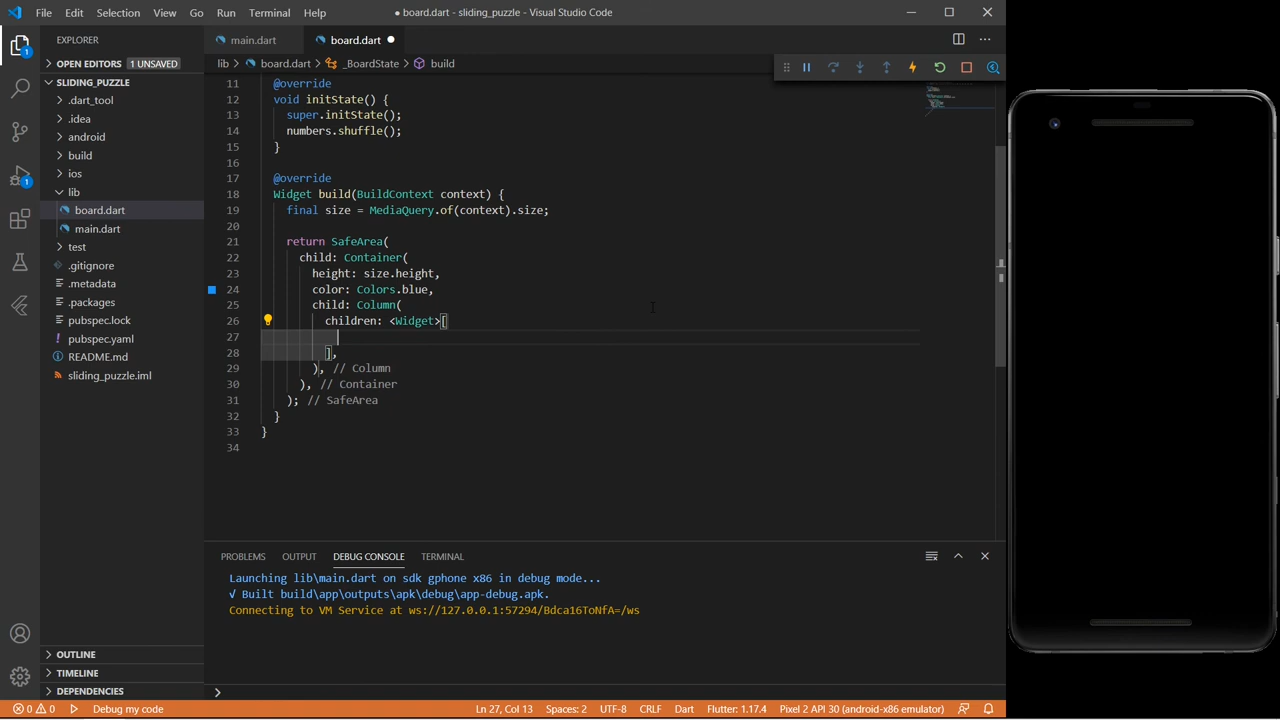 File Edit Selection View Go Run Terminal Help
● board.dart - sliding_puzzle - Visual Studio Code
EXPLORER
OPEN EDITORS 1 UNSAVED
SLIDING_PUZZLE
.dart_tool
.idea
android
build
ios
lib
board.dart
main.dart
test
.gitignore
.metadata
.packages
pubspec.lock
pubspec.yaml
README.md
sliding_puzzle.iml
OUTLINE
TIMELINE
DEPENDENCIES
1
1
main.dart
board.dart ●
lib > board.dart > _BoardState > build
11 @override
12 void initState() {
13 super.initState();
14 numbers.shuffle();
15 }
16
17 @override
18 Widget build(BuildContext context) {
19 final size = MediaQuery.of(context).size;
20
21 return SafeArea(
22 child: Container(
23 height: size.height,
24 color: Colors.blue,
25 child: Column(
26 children: <Widget>[
27
28 ],
29 ), // Column
30 ), // Container
31 ); // SafeArea
32 }
33 }
34
PROBLEMS OUTPUT DEBUG CONSOLE TERMINAL
Launching lib\main.dart on sdk gphone x86 in debug mode...
√ Built build\app\outputs\apk\debug\app-debug.apk.
Connecting to VM Service at ws://127.0.0.1:57294/Bdca16ToNfA=/ws
>
0 0 Debug my code Ln 27, Col 13 Spaces: 2 UTF-8 CRLF Dart Flutter: 1.17.4 Pixel 2 API 30 (android-x86 emulator)